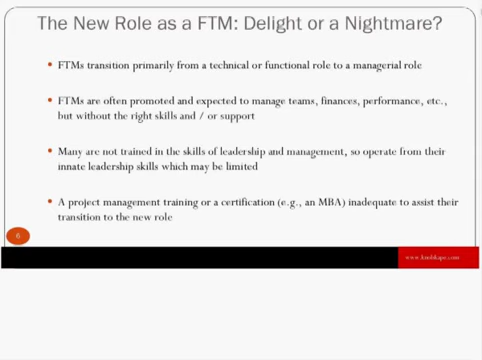 The New Role as a FTM: Delight or a Nightmare?
• FTMs transition primarily from a technical or functional role to a managerial role
• FTMs are often promoted and expected to manage teams, finances, performance, etc.,
but without the right skills and / or support
• Many are not trained in the skills of leadership and management, so operate from their
innate leadership skills which may be limited
• A project management training or a certification (e.g., an MBA) inadequate to assist their
transition to the new role
6